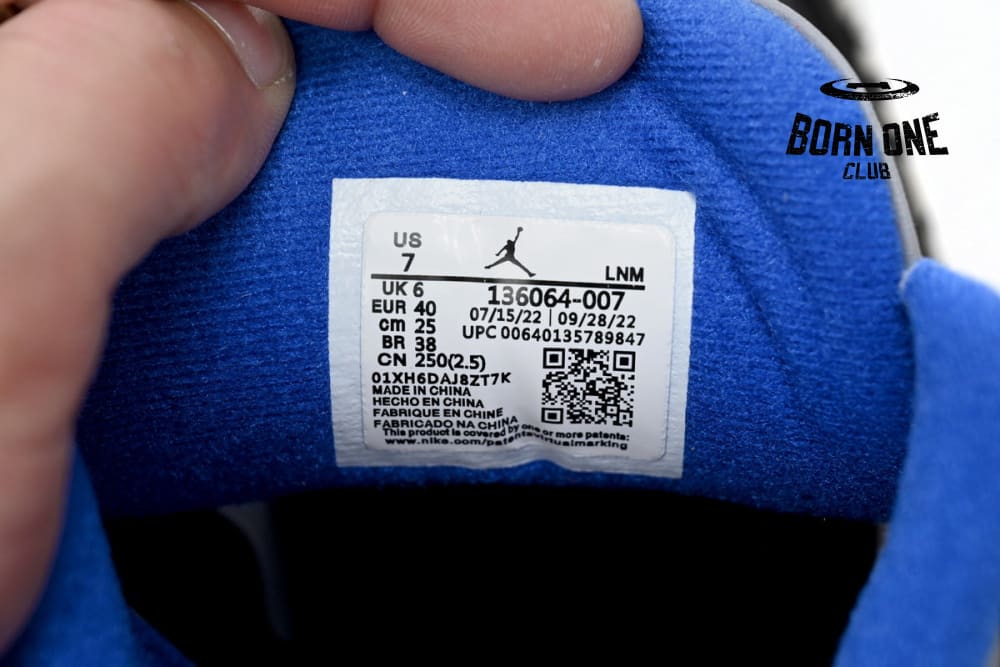 BORN ONE
CLUB
US
7
LNM
UK 6
EUR 40
cm 25
BR 38
CN 250(2.5)
136064-007
07/15/22 | 09/28/22
UPC 00640135789847
01XH6DAJ8ZT7K
MADE IN CHINA
HECHO EN CHINA
FABRIQUE EN CHINE
FABRICADO NA CHINA
This product is covered by one or more patents:
www.nike.com/patentsvirtualmarking